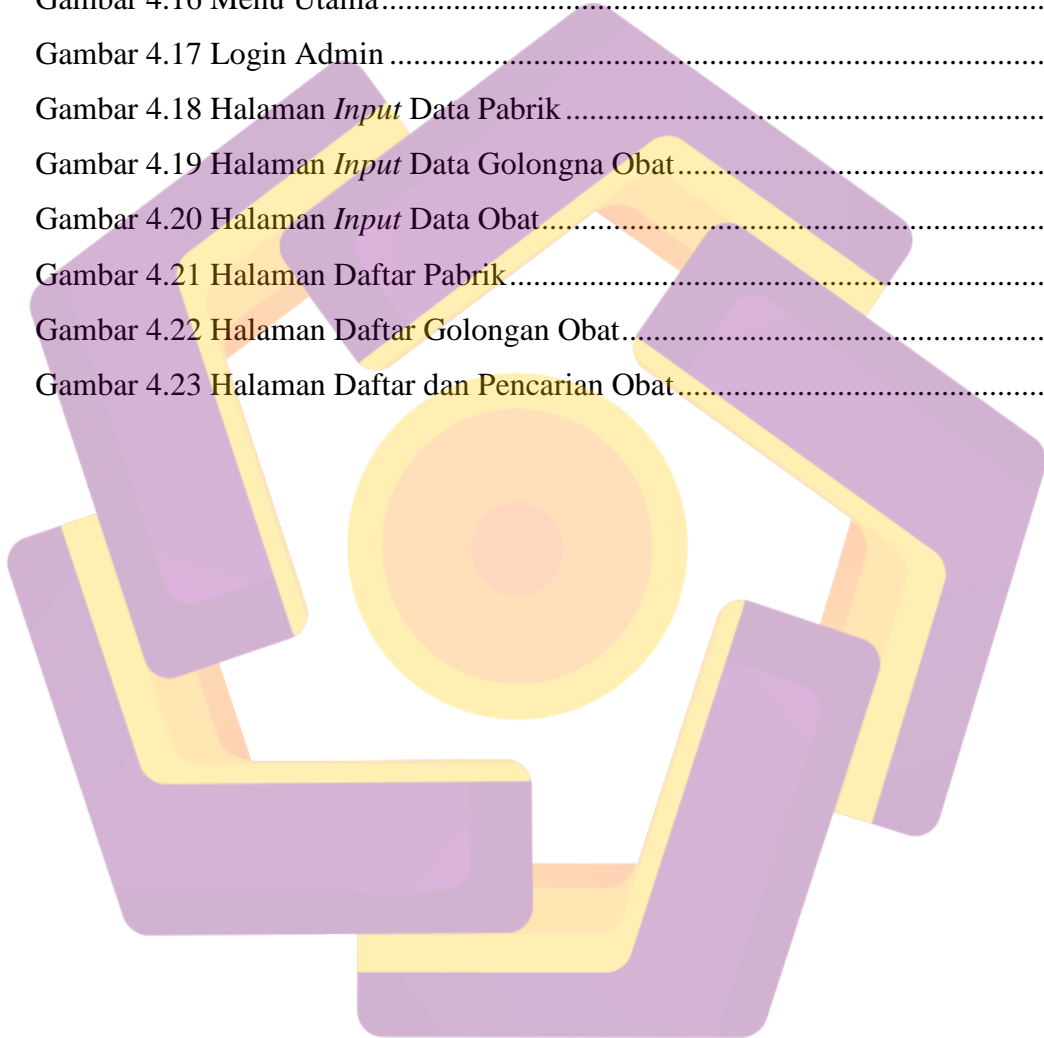 Gambar 4.16 Menu Utama........................................................................
Gambar 4.17 Login Admin........................................................................
Gambar 4.18 Halaman Input Data Pabrik........................................................................
Gambar 4.19 Halaman Input Data Golongna Obat........................................................................
Gambar 4.20 Halaman Input Data Obat........................................................................
Gambar 4.21 Halaman Daftar Pabrik........................................................................
Gambar 4.22 Halaman Daftar Golongan Obat........................................................................
Gambar 4.23 Halaman Daftar dan Pencarian Obat........................................................................